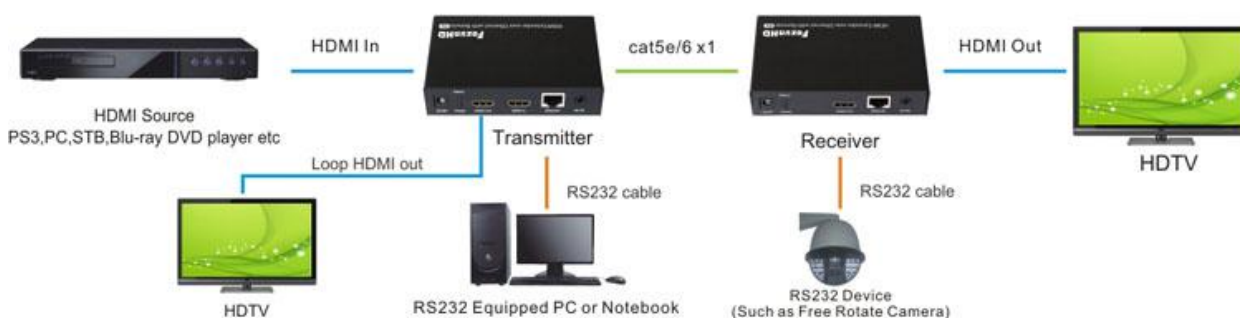 HDMI Source
PS3,PC,STB,Blu-ray DVD player etc
HDMI In
FoxunHD
Transmitter
cat5e/6 x1
FoxunHD
Receiver
HDMI Out
HDTV
Loop HDMI out
HDTV
RS232 cable
RS232 Equipped PC or Notebook
RS232 cable
RS232 Device
(Such as Free Rotate Camera)